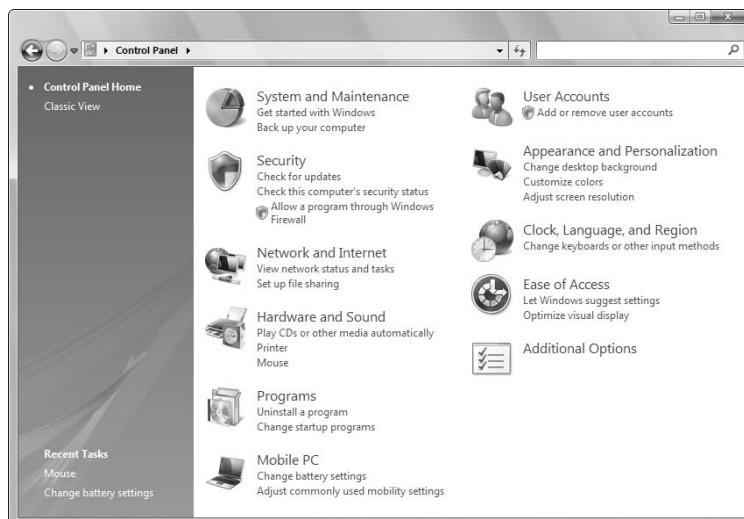 Control Panel
Control Panel Home
Classic View
System and Maintenance
Get started with Windows
Back up your computer
Security
Check for updates
Check this computer's security status
Allow a program through Windows
Firewall
Network and Internet
View network status and tasks
Set up file sharing
Hardware and Sound
Play CDs or other media automatically
Printer
Mouse
Programs
Uninstall a program
Change startup programs
Mobile PC
Change battery settings
Adjust commonly used mobility settings
User Accounts
Add or remove user accounts
Appearance and Personalization
Change desktop background
Customize colors
Adjust screen resolution
Clock, Language, and Region
Change keyboards or other input methods
Ease of Access
Let Windows suggest settings
Optimize visual display
Additional Options
Recent Tasks
Mouse
Change battery settings